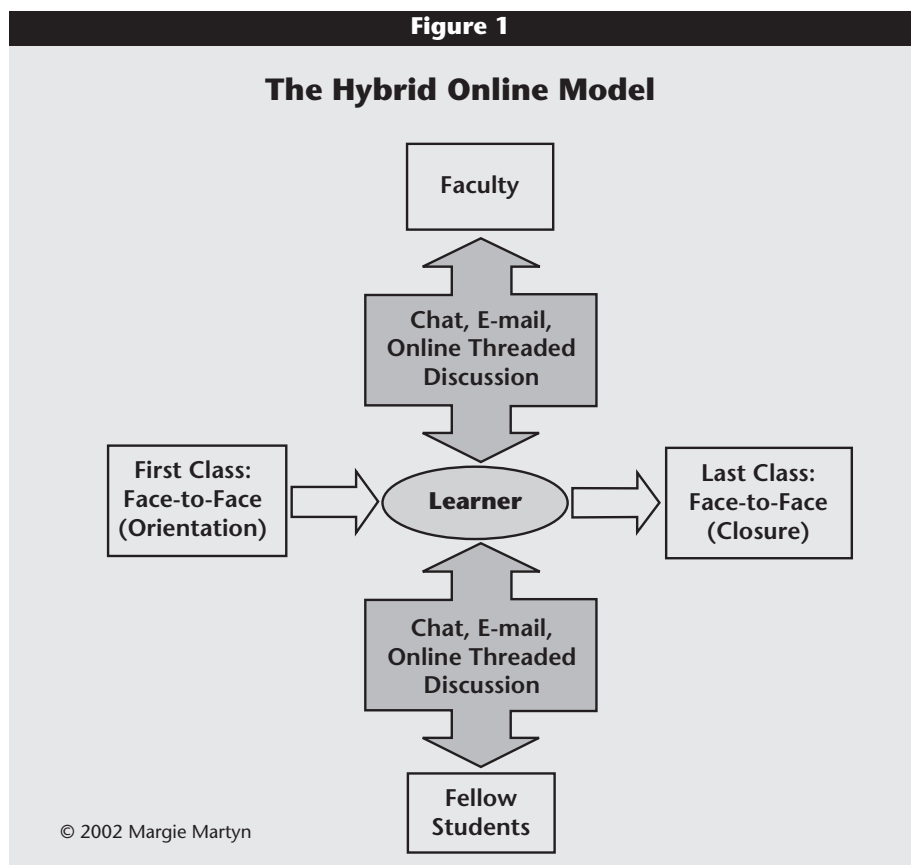 Figure 1
The Hybrid Online Model
Faculty
Chat, E-mail,
Online Threaded
Discussion
First Class:
Face-to-Face
(Orientation)
Learner
Last Class:
Face-to-Face
(Closure)
Chat, E-mail,
Online Threaded
Discussion
Fellow
Students
© 2002 Margie Martyn